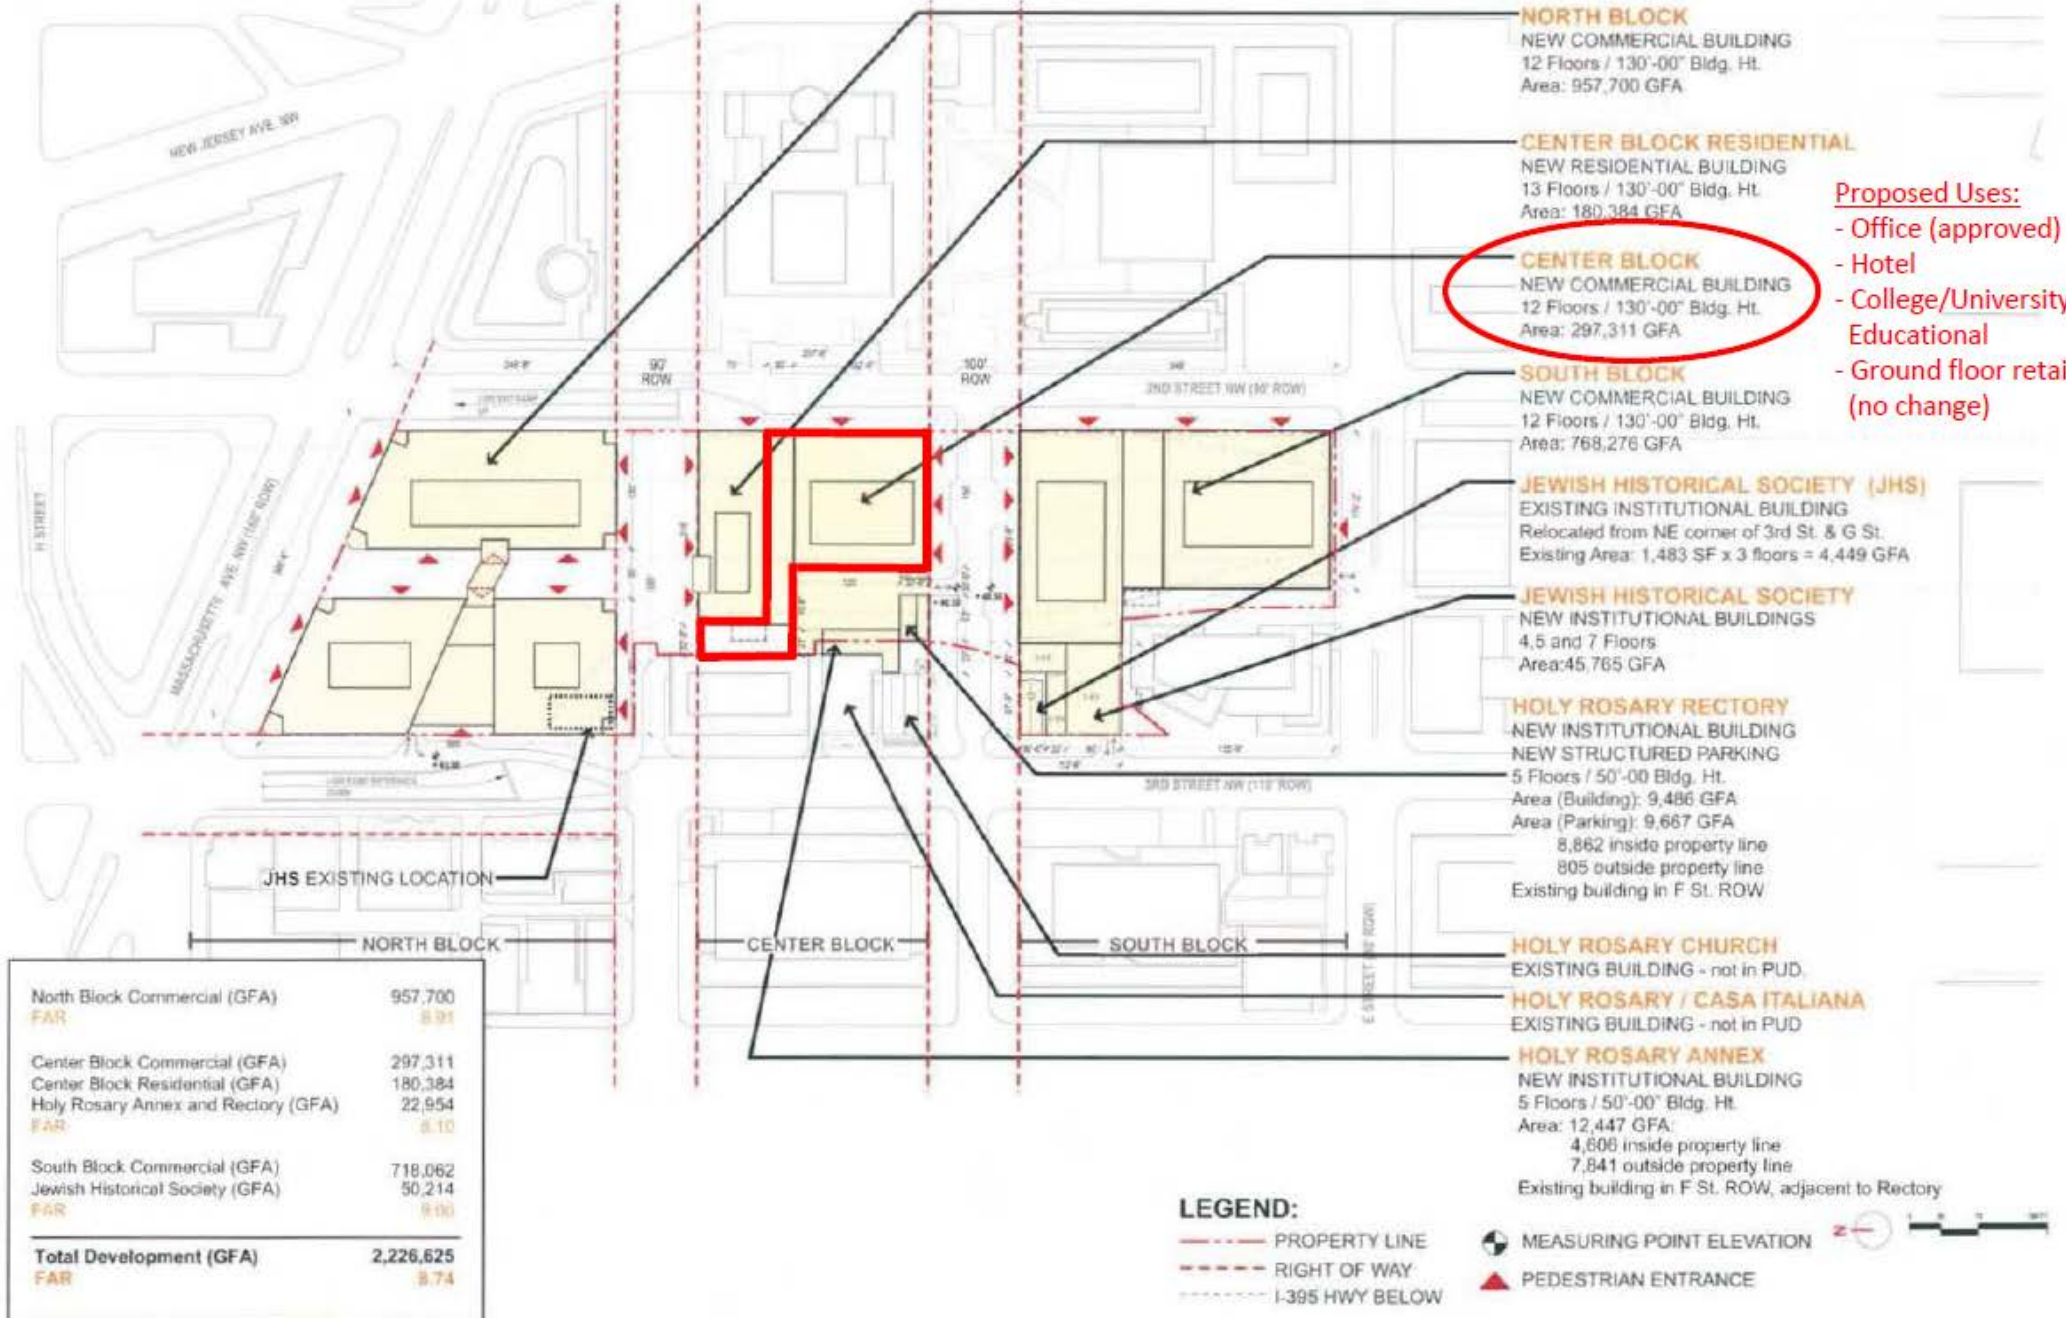 NORTH BLOCK
NEW COMMERCIAL BUILDING
12 Floors / 130'-00" Bldg. Ht.
Area: 957,700 GFA
CENTER BLOCK RESIDENTIAL
NEW RESIDENTIAL BUILDING
13 Floors / 130'-00" Bldg. Ht.
Area: 180,384 GFA
Proposed Uses:
- Office (approved)
- Hotel
- College/University
Educational
- Ground floor retai
(no change)
CENTER BLOCK
NEW COMMERCIAL BUILDING
12 Floors / 130'-00" Bldg. Ht.
Area: 297,311 GFA
SOUTH BLOCK
NEW COMMERCIAL BUILDING
12 Floors / 130'-00" Bldg. Ht.
Area: 768,276 GFA
JEWISH HISTORICAL SOCIETY (JHS)
EXISTING INSTITUTIONAL BUILDING
Relocated from NE corner of 3rd St. & G St.
Existing Area: 1,483 SF x 3 floors = 4,449 GFA
JEWISH HISTORICAL SOCIETY
NEW INSTITUTIONAL BUILDINGS
4,5 and 7 Floors
Area:45,765 GFA
HOLY ROSARY RECTORY
NEW INSTITUTIONAL BUILDING
NEW STRUCTURED PARKING
5 Floors / 50'-00 Bldg. Ht.
Area (Building): 9,486 GFA
Area (Parking): 9,667 GFA
8,862 inside property line
805 outside property line
Existing building in F St. ROW
HOLY ROSARY CHURCH
EXISTING BUILDING - not in PUD.
HOLY ROSARY / CASA ITALIANA
EXISTING BUILDING - not in PUD
HOLY ROSARY ANNEX
NEW INSTITUTIONAL BUILDING
5 Floors / 50'-00" Bldg. Ht.
Area: 12,447 GFA:
4,606 inside property line
7,841 outside property line
Existing building in F St. ROW, adjacent to Rectory
NEW JERSEY AVE. NW
H STREET
MASSACHUSETTS AVE. NW (160' ROW)
90'
ROW
100'
ROW
2ND STREET NW (90' ROW)
3RD STREET NW (110' ROW)
JHS EXISTING LOCATION
NORTH BLOCK
CENTER BLOCK
SOUTH BLOCK
North Block Commercial (GFA) 957,700
FAR 8.91
Center Block Commercial (GFA) 297,311
Center Block Residential (GFA) 180,384
Holy Rosary Annex and Rectory (GFA) 22,954
FAR 8.10
South Block Commercial (GFA) 718,062
Jewish Historical Society (GFA) 50,214
FAR 9.00
Total Development (GFA) 2,226,625
FAR 8.74
LEGEND:
PROPERTY LINE
RIGHT OF WAY
I-395 HWY BELOW
MEASURING POINT ELEVATION
PEDESTRIAN ENTRANCE
N